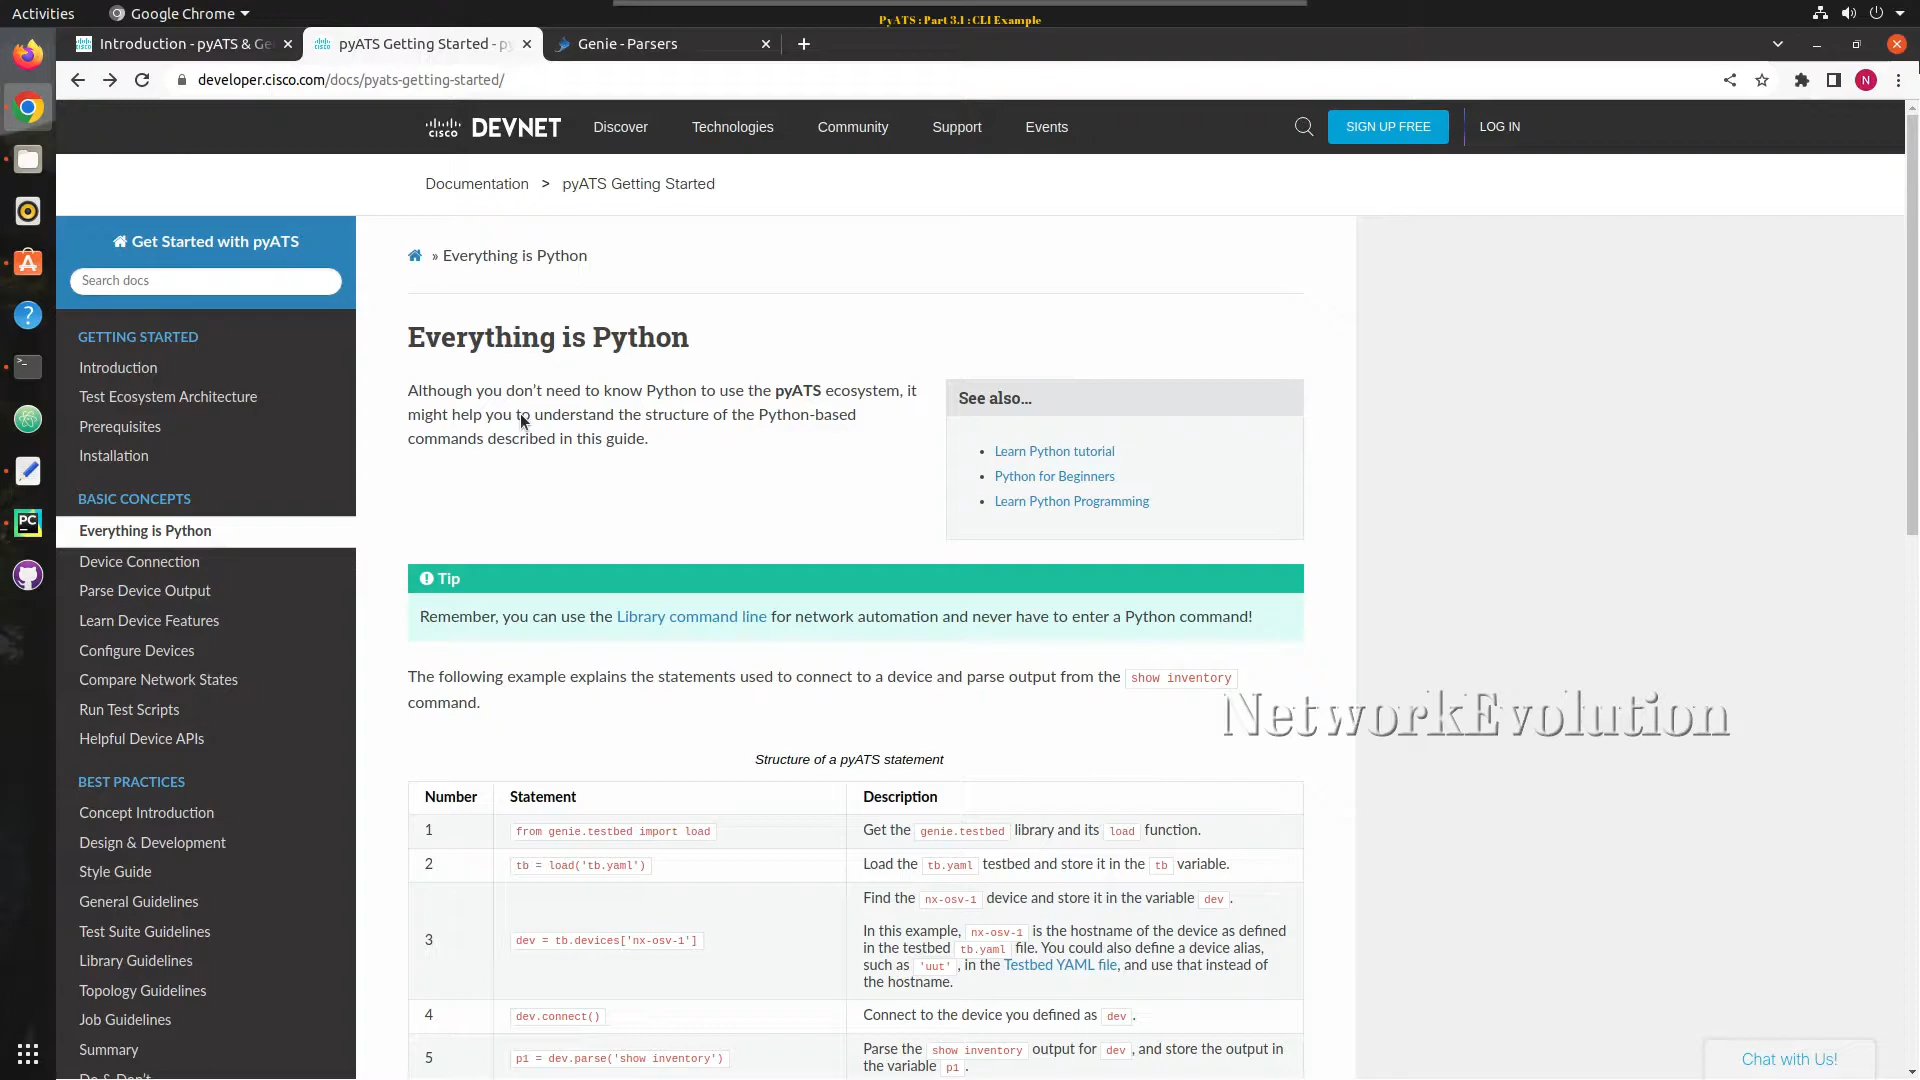 Activities
Google Chrome
PyATS : Part 3.1 : CLI Example
Introduction - pyATS & Ge
pyATS Getting Started - py
Genie - Parsers
developer.cisco.com/docs/pyats-getting-started/
N
cisco DEVNET
Discover
Technologies
Community
Support
Events
SIGN UP FREE
LOG IN
Documentation > pyATS Getting Started
Get Started with pyATS
Search docs
GETTING STARTED
Introduction
Test Ecosystem Architecture
Prerequisites
Installation
BASIC CONCEPTS
Everything is Python
Device Connection
Parse Device Output
Learn Device Features
Configure Devices
Compare Network States
Run Test Scripts
Helpful Device APIs
BEST PRACTICES
Concept Introduction
Design & Development
Style Guide
General Guidelines
Test Suite Guidelines
Library Guidelines
Topology Guidelines
Job Guidelines
Summary
Do & Don't
» Everything is Python
Everything is Python
Although you don't need to know Python to use the pyATS ecosystem, it
might help you to understand the structure of the Python-based
commands described in this guide.
See also...
• Learn Python tutorial
• Python for Beginners
• Learn Python Programming
Tip
Remember, you can use the Library command line for network automation and never have to enter a Python command!
The following example explains the statements used to connect to a device and parse output from the show inventory
command.
NetworkEvolution
Structure of a pyATS statement
Number Statement Description
1 from genie.testbed import load Get the genie.testbed library and its load function.
2 tb = load('tb.yaml') Load the tb.yaml testbed and store it in the tb variable.
Find the nx-osv-1 device and store it in the variable dev.
3 dev = tb.devices['nx-osv-1'] In this example, nx-osv-1 is the hostname of the device as defined
in the testbed tb.yaml file. You could also define a device alias,
such as 'uut', in the Testbed YAML file, and use that instead of
the hostname.
4 dev.connect() Connect to the device you defined as dev.
5 p1 = dev.parse('show inventory') Parse the show inventory output for dev, and store the output in
the variable p1.
Chat with Us!
PC